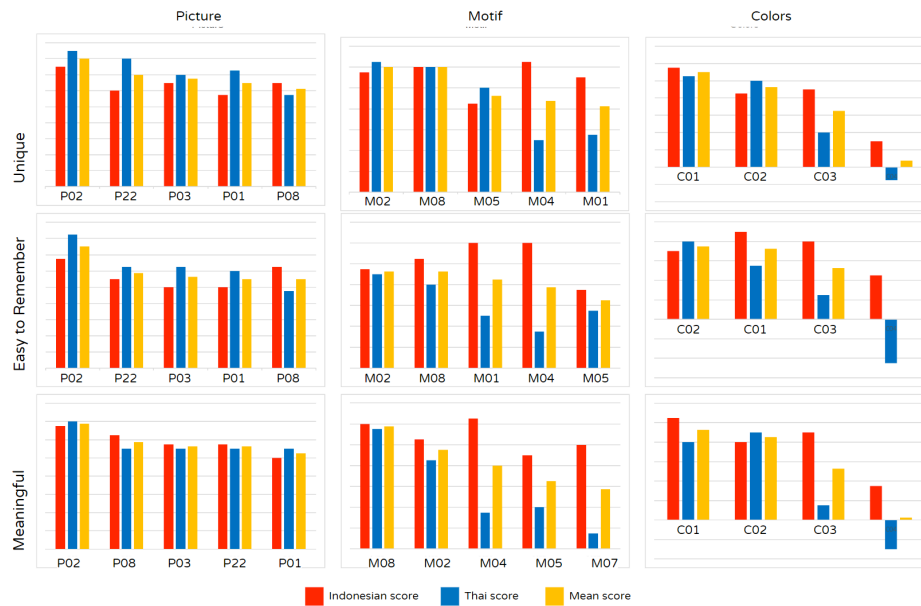 Picture Motif Colors
Unique
P02 P22 P03 P01 P08
M02 M08 M05 M04 M01
C01 C02 C03
Easy to Remember
P02 P22 P03 P01 P08
M02 M08 M01 M04 M05
C02 C01 C03
Meaningful
P02 P08 P03 P22 P01
M08 M02 M04 M05 M07
C01 C02 C03
Indonesian score Thai score Mean score